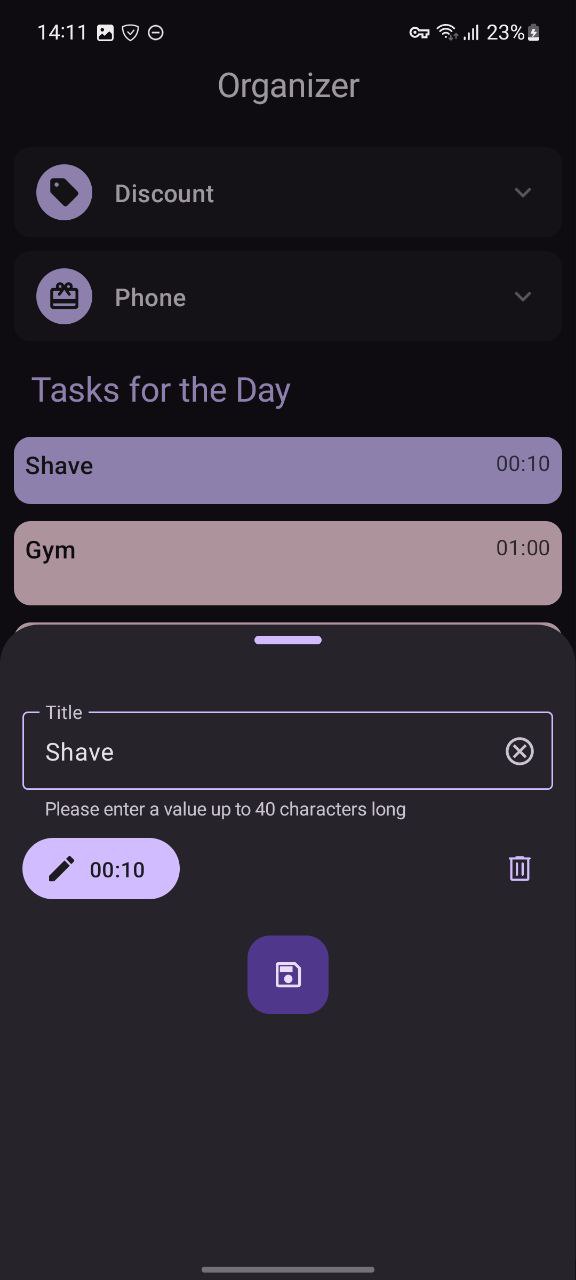 14:11 23%
Organizer
Discount
Phone
Tasks for the Day
Shave 00:10
Gym 01:00
Title
Shave
Please enter a value up to 40 characters long
00:10